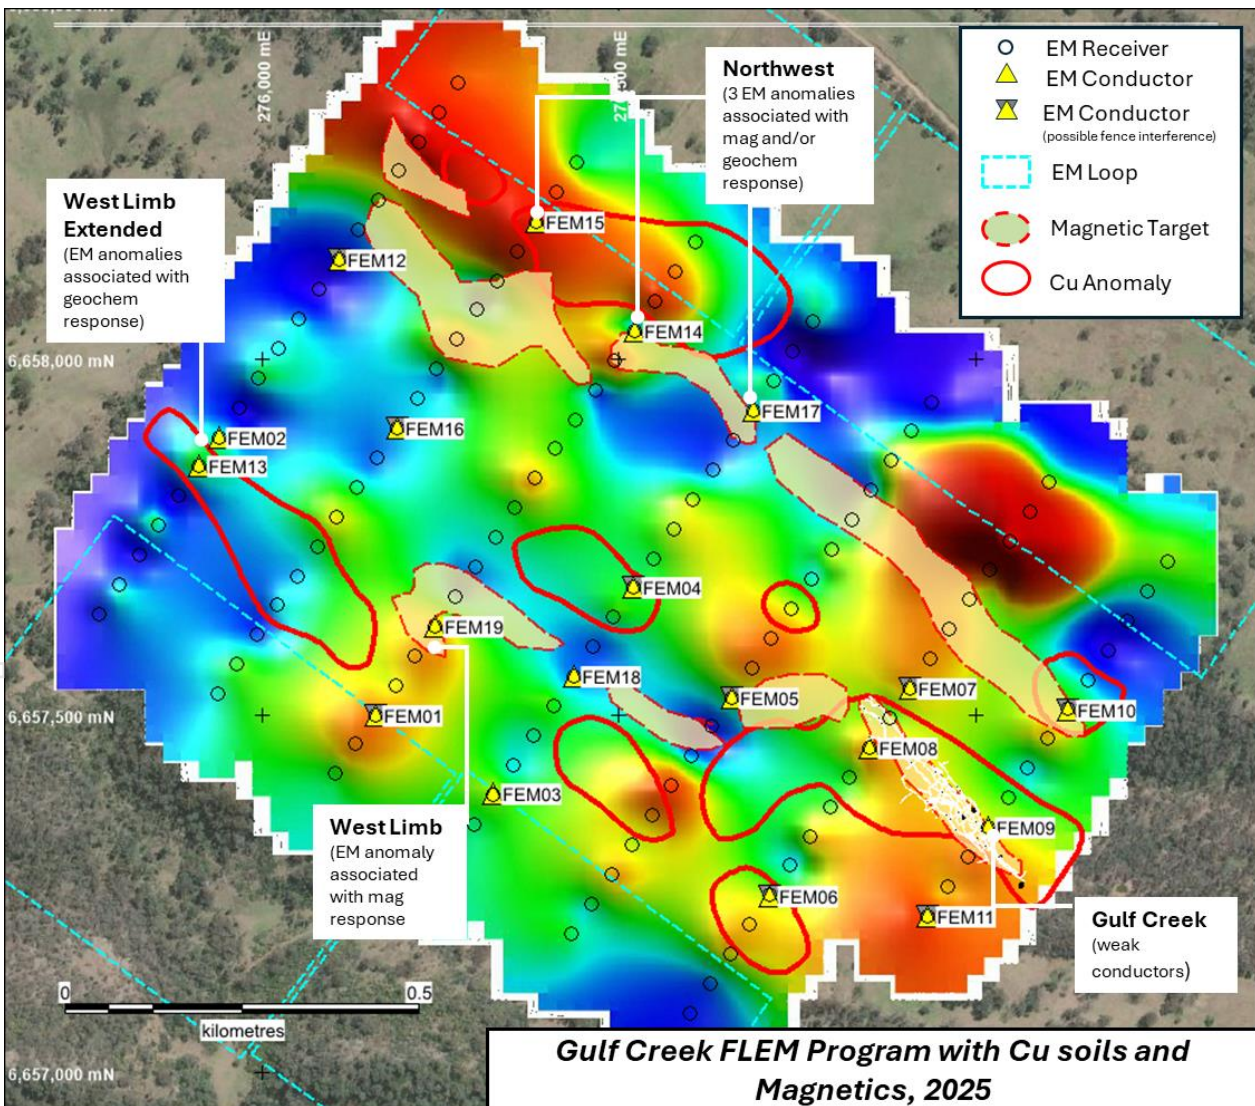 276,000 mE
Northwest
(3 EM anomalies
associated with
mag and/or
geochem
response)
EM Receiver
EM Conductor
EM Conductor
(possible fence interference)
EM Loop
Magnetic Target
Cu Anomaly
West Limb
Extended
(EM anomalies
associated with
geochem
response)
FEM15
FEM12
FEM14
6,658,000 mN
FEM17
FEM16
FEM02
FEM13
FEM04
FEM19
FEM18
FEM05
FEM07
FEM10
6,657,500 mN
FEM01
FEM08
FEM03
FEM09
West Limb
(EM anomaly
associated
with mag
response
FEM06
FEM11
Gulf Creek
(weak
conductors)
0
0.5
kilometres
6,657,000 mN
Gulf Creek FLEM Program with Cu soils and
Magnetics, 2025